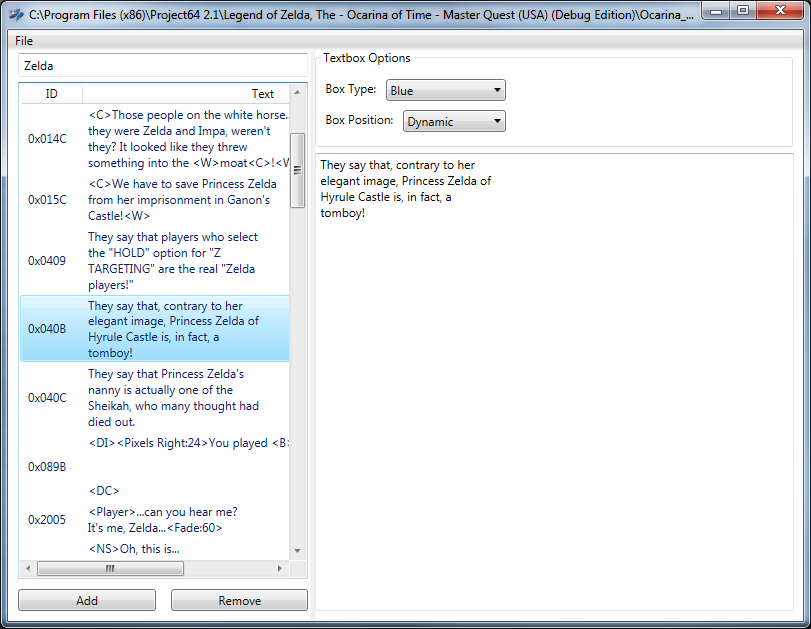 C:\Program Files (x86)\Project64 2.1\Legend of Zelda, The - Ocarina of Time - Master Quest (USA) (Debug Edition)\Ocarina_...
File
Zelda
ID Text
0x014C
<C>Those people on the white horse.
they were Zelda and Impa, weren't
they? It looked like they threw
something into the <W>moat<C>!<W
0x015C
<C>We have to save Princess Zelda
from her imprisonment in Ganon's
Castle!<W>
0x0409
They say that players who select
the "HOLD" option for "Z
TARGETING" are the real "Zelda
players!"
0x040B
They say that, contrary to her
elegant image, Princess Zelda of
Hyrule Castle is, in fact, a
tomboy!
0x040C
They say that Princess Zelda's
nanny is actually one of the
Sheikah, who many thought had
died out.
0x089B
<DI><Pixels Right:24>You played <B>
<DC>
0x2005
<Player>...can you hear me?
It's me, Zelda...<Fade:60>
<NS>Oh, this is...
Add
Remove
Textbox Options
Box Type: Blue
Box Position: Dynamic
They say that, contrary to her
elegant image, Princess Zelda of
Hyrule Castle is, in fact, a
tomboy!